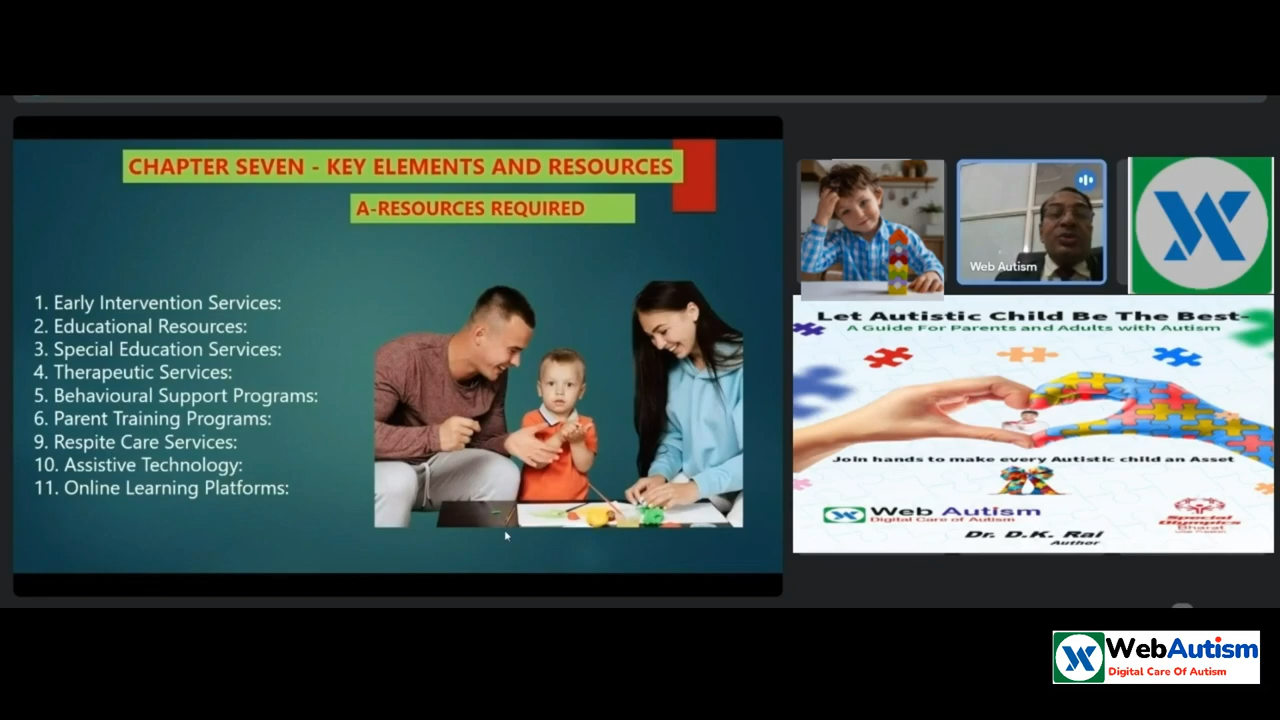 CHAPTER SEVEN - KEY ELEMENTS AND RESOURCES
A-RESOURCES REQUIRED
1. Early Intervention Services:
2. Educational Resources:
3. Special Education Services:
4. Therapeutic Services:
5. Behavioural Support Programs:
6. Parent Training Programs:
9. Respite Care Services:
10. Assistive Technology:
11. Online Learning Platforms:
Web Autism
Let Autistic Child Be The Best-
A Guide For Parents and Adults with Autism
Join hands to make every Autistic child an Asset
Web Autism
Digital Care of Autism
Special
Olympics
Bharat
Dr. D.K. Rai
Author
WebAutism
Digital Care Of Autism